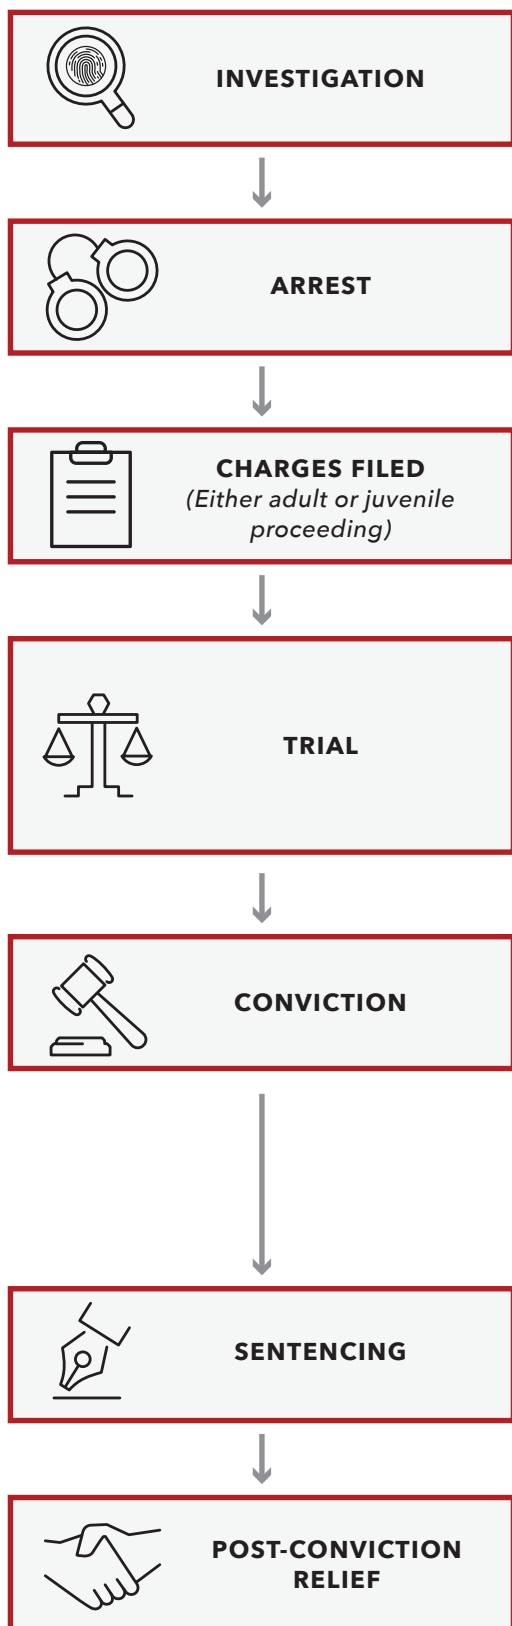 INVESTIGATION
ARREST
CHARGES FILED
(Either adult or juvenile
proceeding)
TRIAL
CONVICTION
SENTENCING
POST-CONVICTION
RELIEF